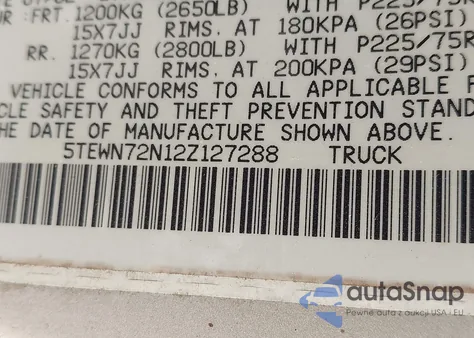 FRT. 1200KG (2650LB) WITH P225/75R
15X7JJ RIMS, AT 180KPA (26PSI)
RR. 1270KG (2800LB) WITH P225/75R
15X7JJ RIMS, AT 200KPA (29PSI)
VEHICLE CONFORMS TO ALL APPLICABLE F
CLE SAFETY AND THEFT PREVENTION STAND
HE DATE OF MANUFACTURE SHOWN ABOVE.
5TEWN72N12Z127288 TRUCK
autoSnap
Pewne auta z aukcji USA - EU